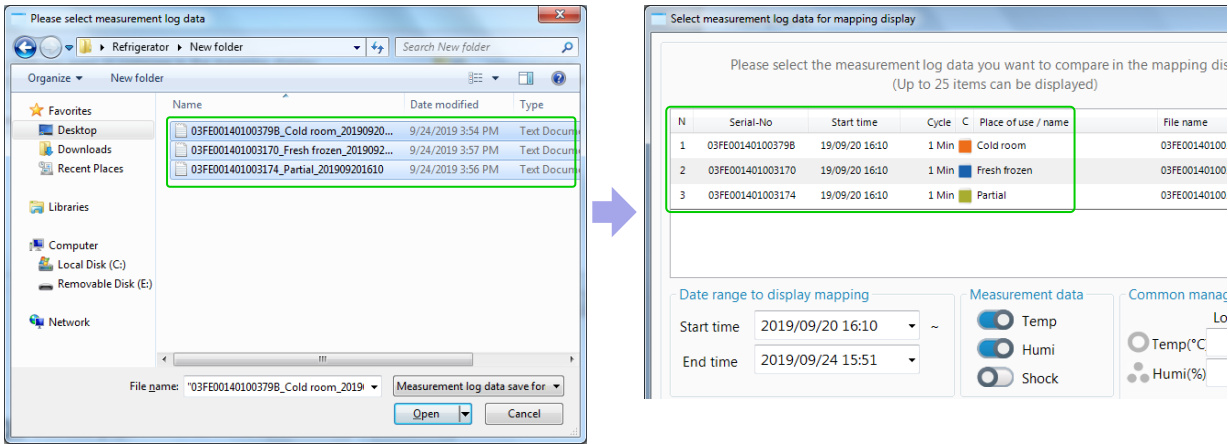 Please select measurement log data
Refrigerator ▸ New folder
Search New folder
Organize
New folder
Favorites
Desktop
Downloads
Recent Places
Libraries
Computer
Local Disk (C:)
Removable Disk (E:)
Network
Name
Date modified
Type
03FE00140100379B_Cold room_20190920... 9/24/2019 3:54 PM Text Docume
03FE001401003170_Fresh frozen_2019092... 9/24/2019 3:57 PM Text Docume
03FE001401003174_Partial_201909201610 9/24/2019 3:56 PM Text Docume
File name: "03FE00140100379B_Cold room_2019(
Measurement log data save for
Open
Cancel
Select measurement log data for mapping display
Please select the measurement log data you want to compare in the mapping dis
(Up to 25 items can be displayed)
N Serial-No Start time Cycle C Place of use / name File name
1 03FE00140100379B 19/09/20 16:10 1 Min Cold room 03FE00140100
2 03FE001401003170 19/09/20 16:10 1 Min Fresh frozen 03FE00140100
3 03FE001401003174 19/09/20 16:10 1 Min Partial 03FE00140100
Date range to display mapping
Start time 2019/09/20 16:10 ~
End time 2019/09/24 15:51
Measurement data
Temp
Humi
Shock
Common manag
Lo
Temp(°C
Humi(%)